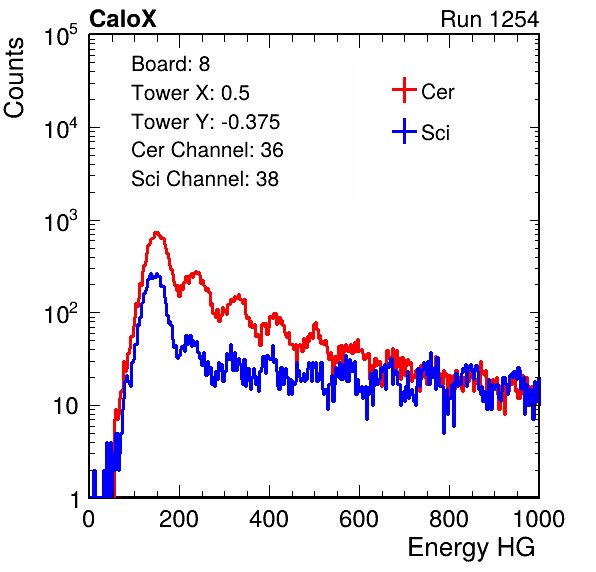 CaloX Run 1254
Counts
10^5
10^4
10^3
10^2
10
1
Board: 8
Tower X: 0.5
Tower Y: -0.375
Cer Channel: 36
Sci Channel: 38
Cer
Sci
0 200 400 600 800 1000
Energy HG